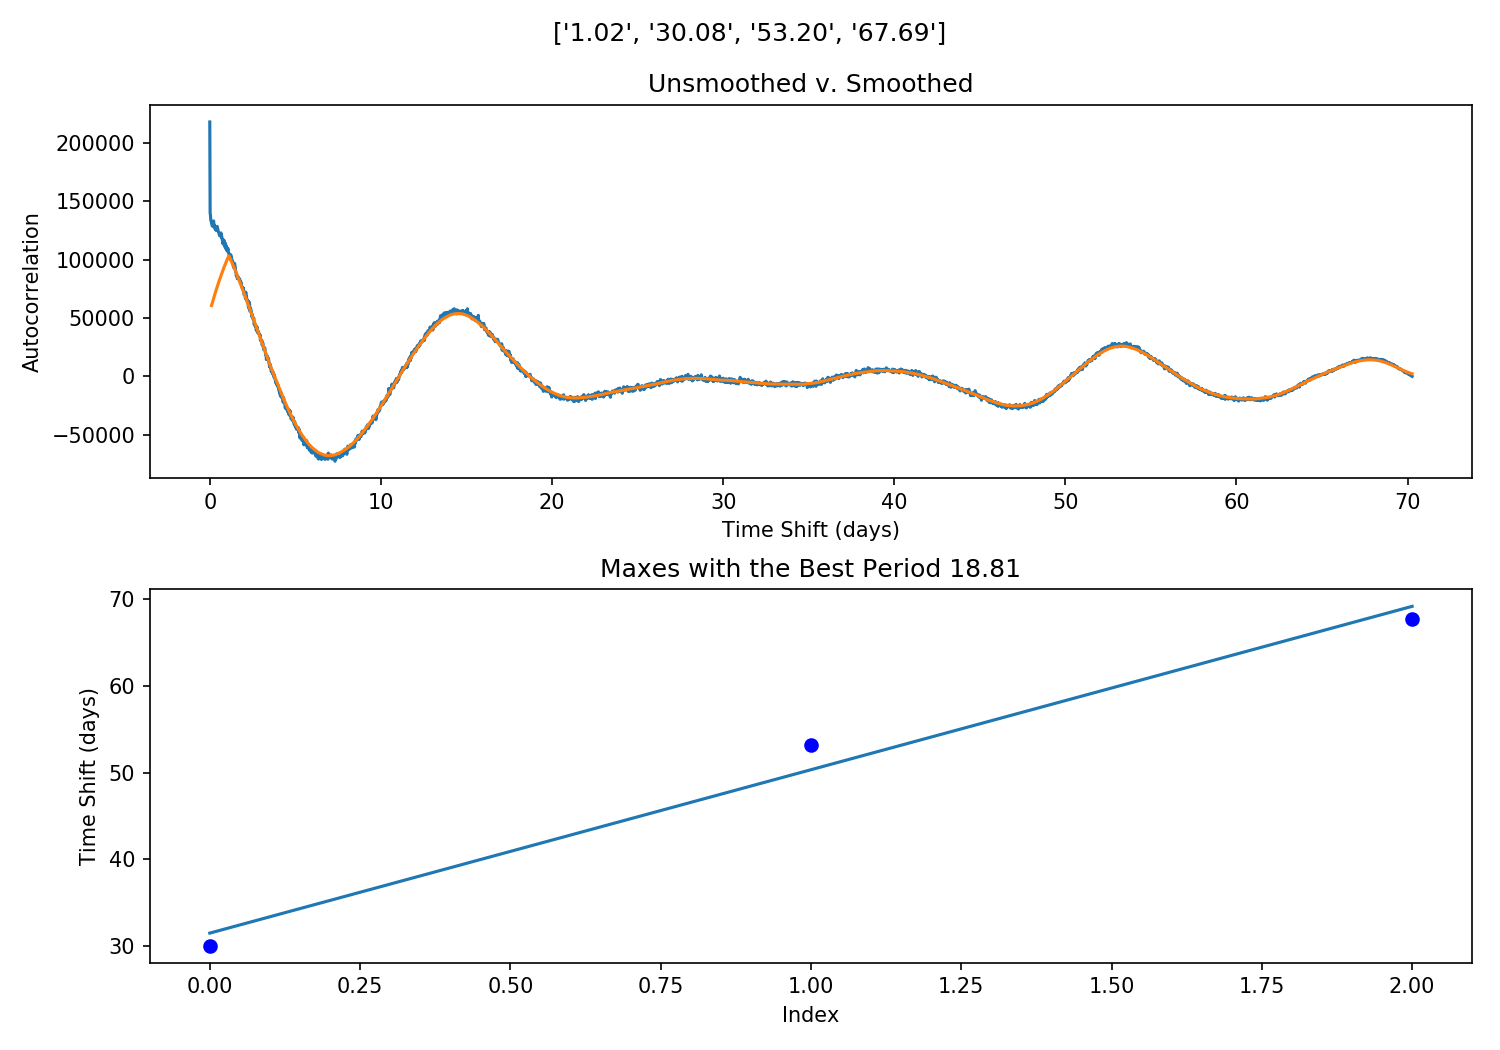 ['1.02', '30.08', '53.20', '67.69']
Unsmoothed v. Smoothed
Autocorrelation
200000
150000
100000
50000
0
−50000
0 10 20 30 40 50 60 70
Time Shift (days)
Maxes with the Best Period 18.81
Time Shift (days)
70
60
50
40
30
0.00 0.25 0.50 0.75 1.00 1.25 1.50 1.75 2.00
Index